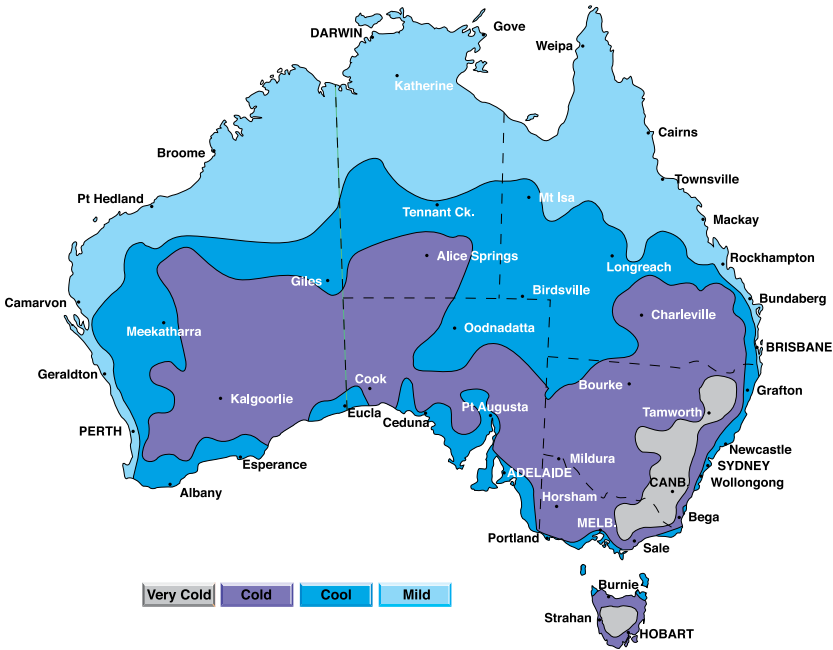 Gove
DARWIN
Weipa
Katherine
Cairns
Broome
Townsville
Pt Hedland
Mt Isa
Tennant Ck.
Mackay
Alice Springs
Rockhampton
Longreach
Giles
Birdsville
Camarvon
Bundaberg
Charleville
Meekatharra
Oodnadatta
BRISBANE
Geraldton
Cook
Bourke
Grafton
Kalgoorlie
Pt Augusta
Eucla
Tamworth
Ceduna
PERTH
Newcastle
Mildura
Esperance
SYDNEY
ADELAIDE
CANB.
Wollongong
Albany
Horsham
Bega
MELB.
Portland
Sale
Burnie
Very Cold
Cold
Cool
Mild
Strahan
HOBART